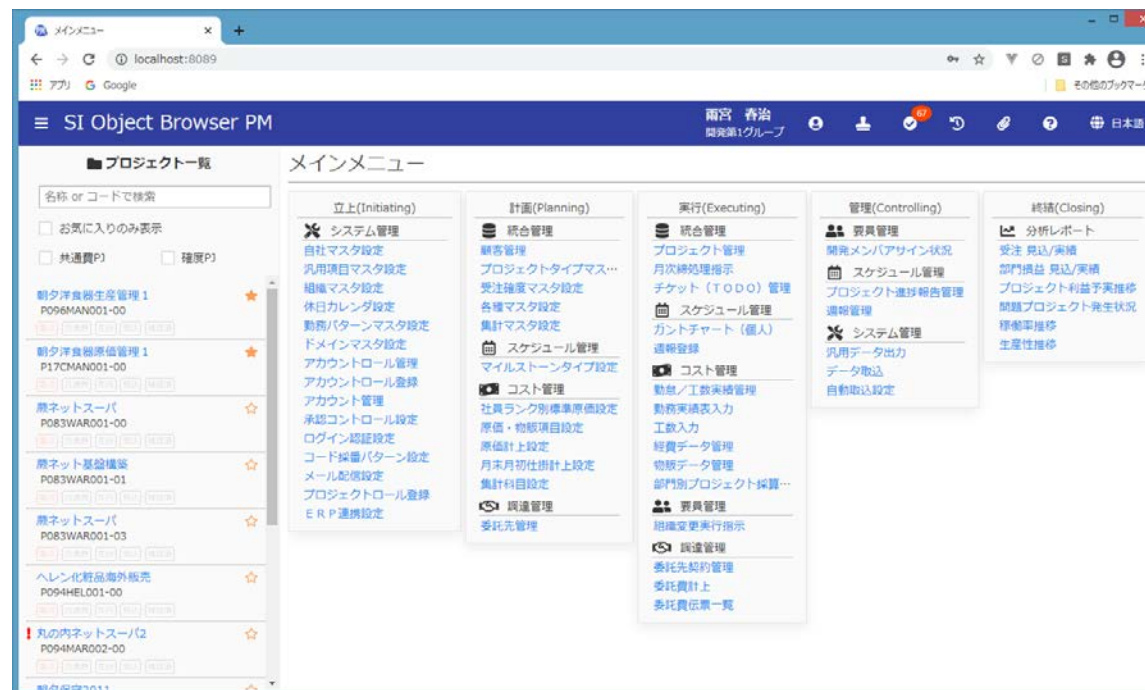 メインメニュー
localhost:8089
アプリ
Google
その他のブックマーク
SI Object Browser PM
雨宮 春治
開発第1グループ
67
日本語
プロジェクト一覧
名称 or コードで検索
お気に入りのみ表示
共通費PJ
確度PJ
朝夕洋食器生産管理1
P096MAN001-00
朝夕洋食器原価管理1
P17CMAN001-00
鹿ネットスーパ
P083WAR001-00
鹿ネット基盤構築
P083WAR001-01
鹿ネットスーパ
P083WAR001-03
ヘレン化粧品海外販売
P094HEL001-00
丸の内ネットスーパ2
P094MAR002-00
朝夕保守2011
メインメニュー
立上(Initiating)
システム管理
自社マスタ設定
汎用項目マスタ設定
組織マスタ設定
休日カレンダ設定
勤務パターンマスタ設定
ドメインマスタ設定
アカウントロール管理
アカウントロール登録
アカウント管理
承認コントロール設定
ログイン認証設定
コード採番パターン設定
メール配信設定
プロジェクトロール登録
ERP連携設定
計画(Planning)
統合管理
顧客管理
プロジェクトタイプマス…
受注確度マスタ設定
各種マスタ設定
集計マスタ設定
スケジュール管理
マイルストーンタイプ設定
コスト管理
社員ランク別標準原価設定
原価・物販項目設定
原価計上設定
月末月初仕掛計上設定
集計科目設定
調達管理
委託先管理
実行(Executing)
統合管理
プロジェクト管理
月次締処理指示
チケット(TODO)管理
スケジュール管理
ガントチャート(個人)
週報登録
コスト管理
勤怠/工数実績管理
勤務実績表入力
工数入力
経費データ管理
物販データ管理
部門別プロジェクト採算…
要員管理
組織変更実行指示
調達管理
委託先契約管理
委託費計上
委託費伝票一覧
管理(Controlling)
要員管理
開発メンバアサイン状況
スケジュール管理
プロジェクト進捗報告管理
週報管理
システム管理
汎用データ出力
データ取込
自動取込設定
終結(Closing)
分析レポート
受注 見込/実績
部門損益 見込/実績
プロジェクト利益予実推移
問題プロジェクト発生状況
稼働率推移
生産性推移